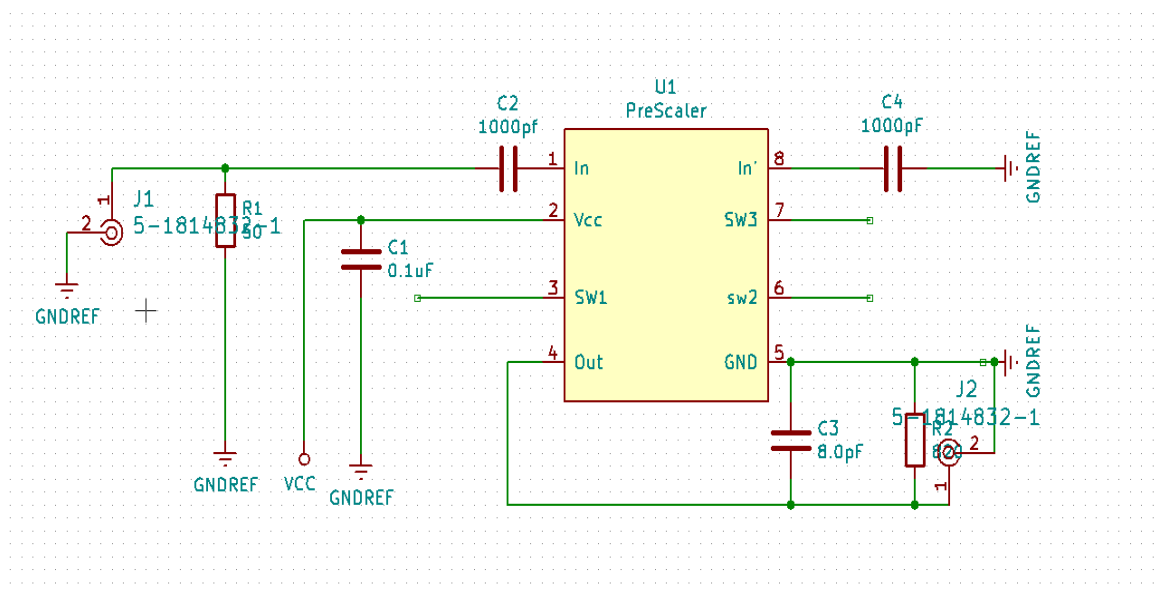 U1
PreScaler
C2
1000pf
C4
1000pF
GNDREF
1
In
In'
8
J1
1
2
5-1814832-1
R1
50
2
Vcc
SW3
7
C1
0.1uF
3
SW1
sw2
6
GNDREF
4
Out
GND
5
GNDREF
J2
5-1814832-1
C3
8.0pF
R2
820
2
1
GNDREF
VCC
GNDREF